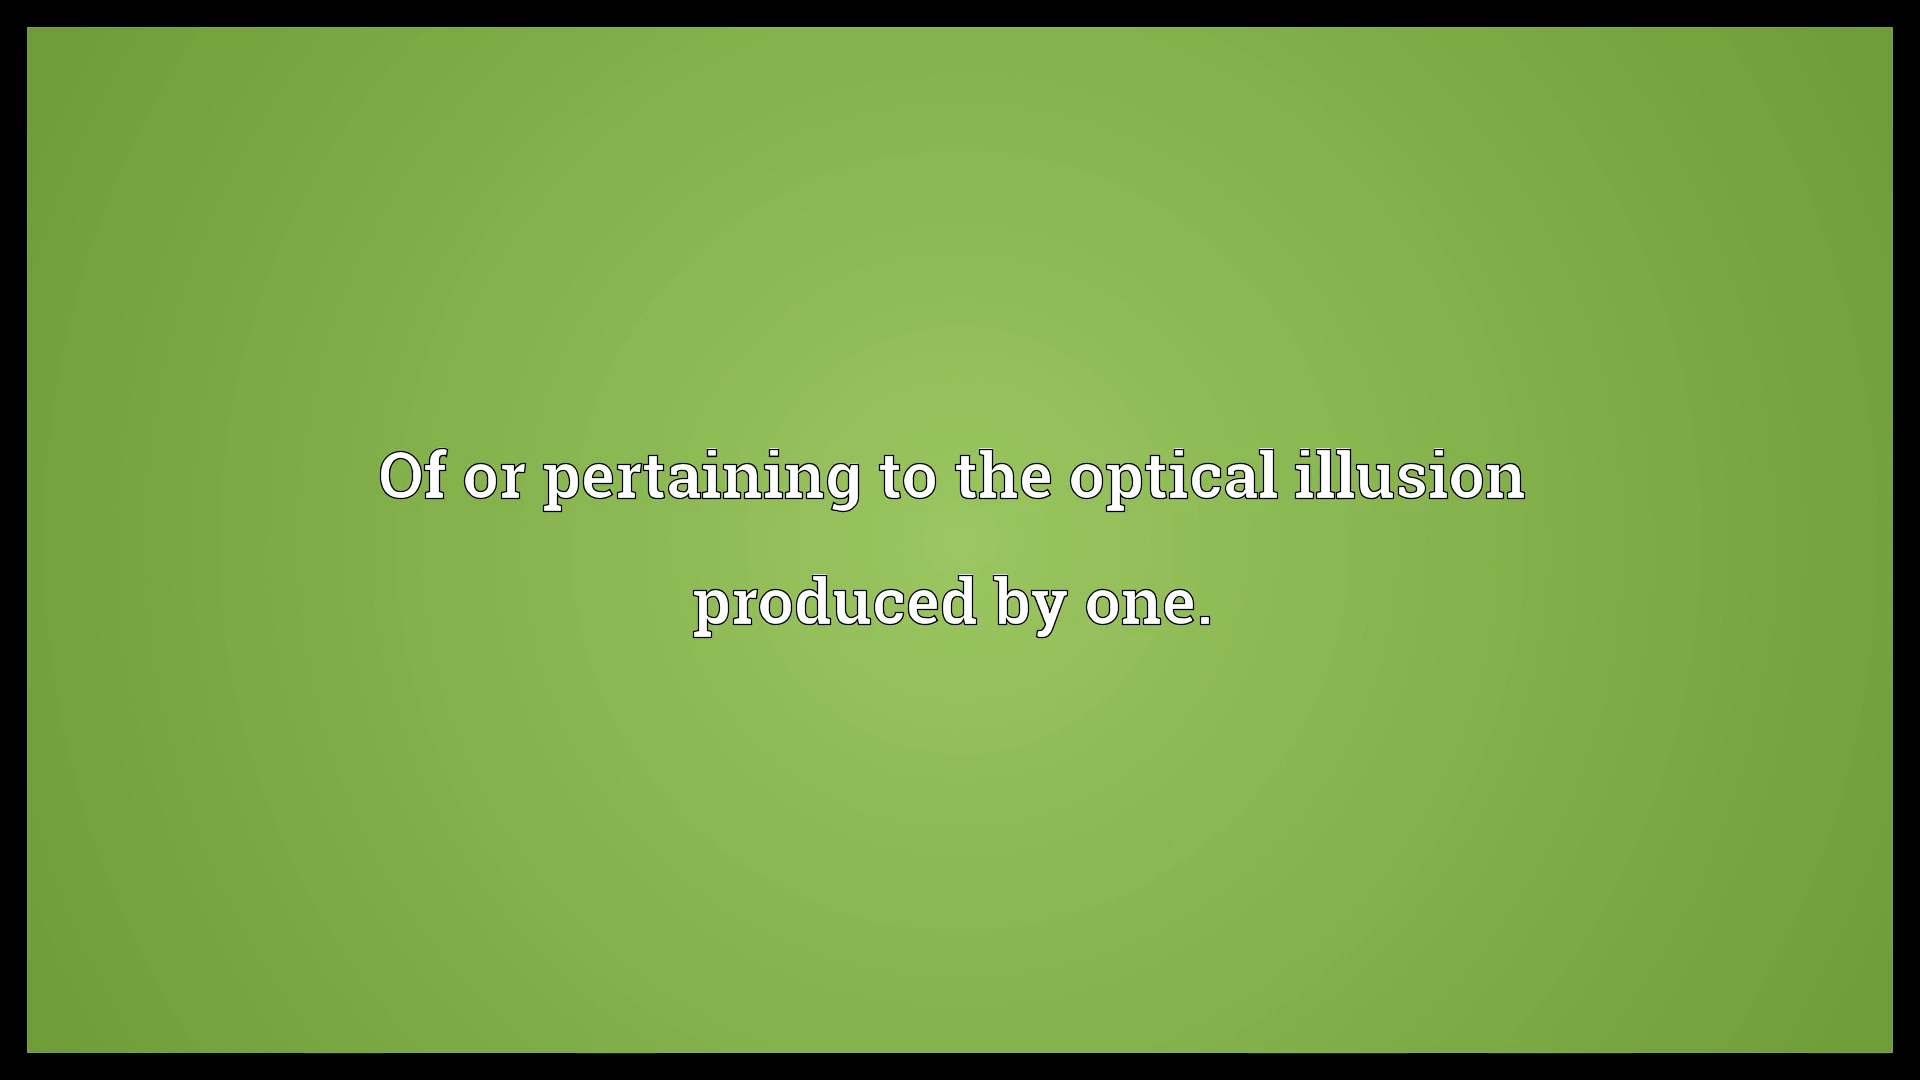 Of or pertaining to the optical illusion
produced by one.